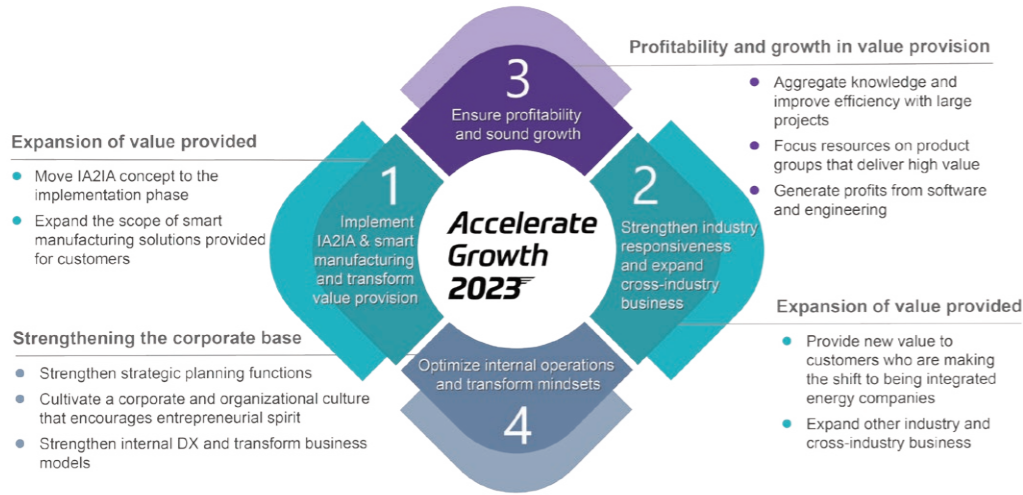 3
Ensure profitability
and sound growth
Profitability and growth in value provision
Aggregate knowledge and
improve efficiency with large
projects
Focus resources on product
groups that deliver high value
Generate profits from software
and engineering
Expansion of value provided
Move IA2IA concept to the
implementation phase
Expand the scope of smart
manufacturing solutions provided
for customers
1
Implement
IA2IA & smart
manufacturing
and transform
value provision
Accelerate
Growth
2023
2
Strengthen industry
responsiveness
and expand
cross-industry
business
Expansion of value provided
Provide new value to
customers who are making
the shift to being integrated
energy companies
Expand other industry and
cross-industry business
Strengthening the corporate base
Strengthen strategic planning functions
Cultivate a corporate and organizational culture
that encourages entrepreneurial spirit
Strengthen internal DX and transform business
models
Optimize internal operations
and transform mindsets
4